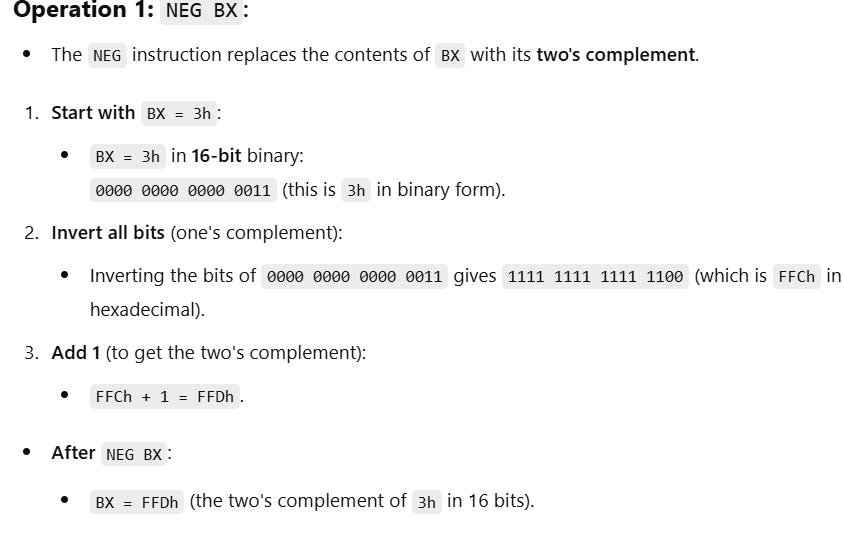 Operation 1: NEG BX:
• The NEG instruction replaces the contents of BX with its two's complement.
1. Start with BX = 3h:
• BX = 3h in 16-bit binary:
0000 0000 0000 0011 (this is 3h in binary form).
2. Invert all bits (one's complement):
• Inverting the bits of 0000 0000 0000 0011 gives 1111 1111 1111 1100 (which is FFCh in
hexadecimal).
3. Add 1 (to get the two's complement):
• FFCh + 1 = FFDh.
• After NEG BX:
• BX = FFDh (the two's complement of 3h in 16 bits).